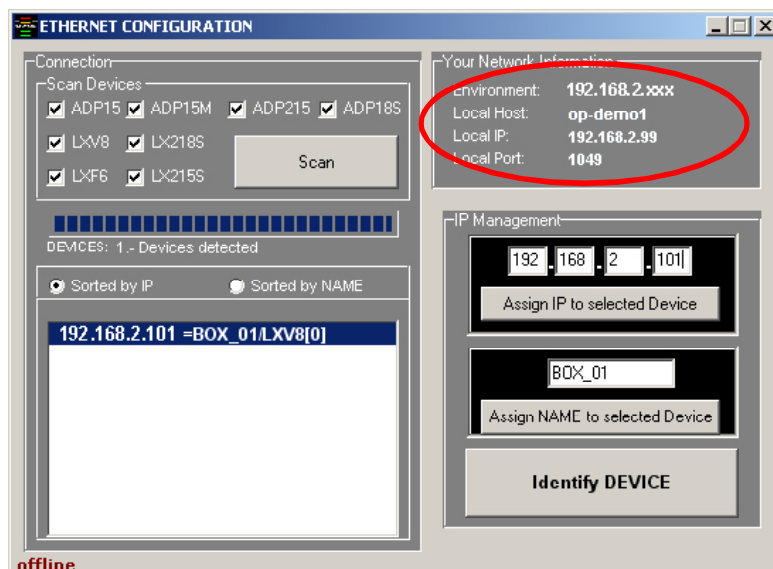 ETHERNET CONFIGURATION
Connection
Scan Devices
ADP15 ADP15M ADP215 ADP18S
LXV8 LX218S
LXF6 LX215S
Scan
DEVICES: 1.- Devices detected
Sorted by IP Sorted by NAME
192.168.2.101 =BOX_01/LXV8[0]
offline
Your Network Information
Environment: 192.168.2.xxx
Local Host: op-demo1
Local IP: 192.168.2.99
Local Port: 1049
IP Management
192 . 168 . 2 . 101
Assign IP to selected Device
BOX_01
Assign NAME to selected Device
Identify DEVICE